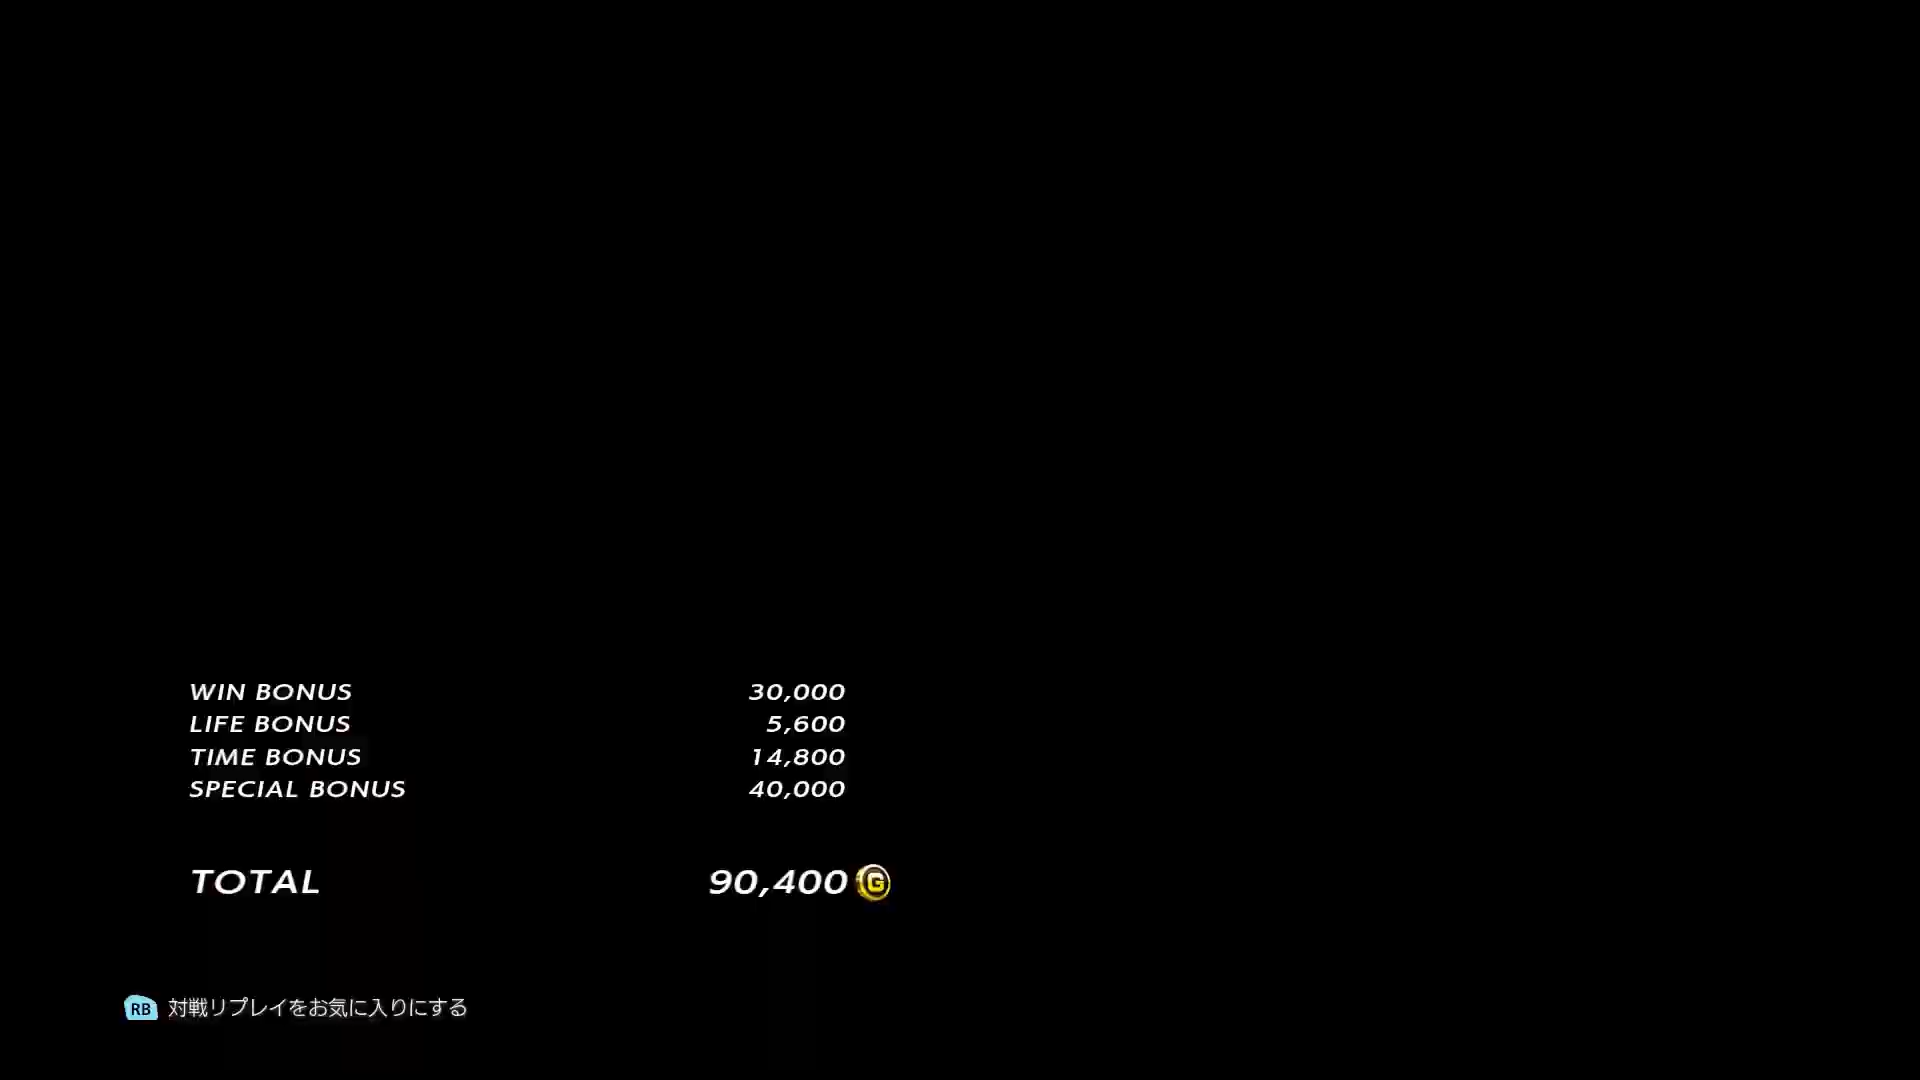 WIN BONUS 30,000
LIFE BONUS 5,600
TIME BONUS 14,800
SPECIAL BONUS 40,000
TOTAL 90,400 G
RB 対戦リプレイをお気に入りにする